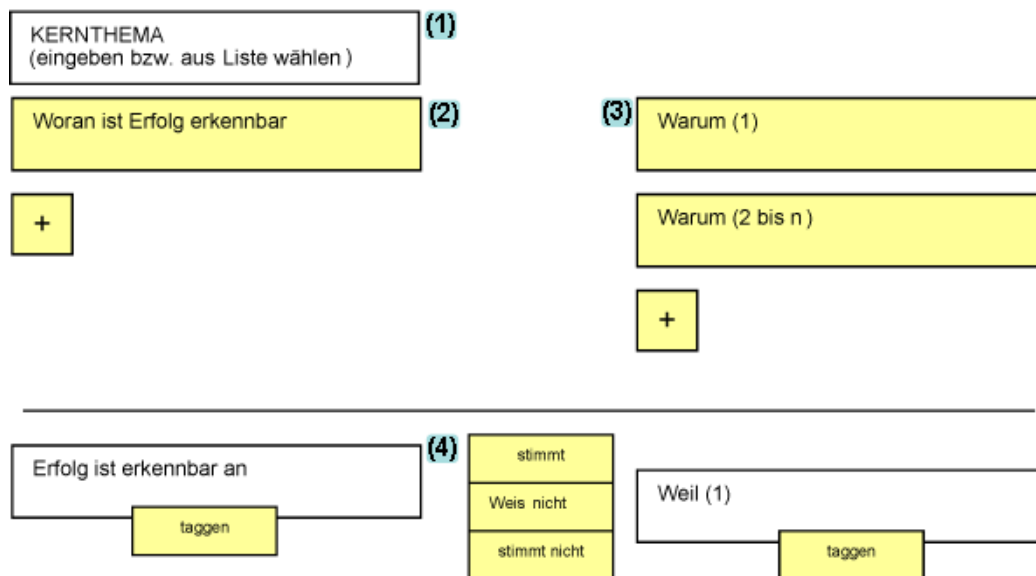 KERNTHEMA
(eingeben bzw. aus Liste wählen )
(1)
Woran ist Erfolg erkennbar
(2)
(3)
Warum (1)
+
Warum (2 bis n )
+
Erfolg ist erkennbar an
taggen
(4)
stimmt
Weis nicht
stimmt nicht
Weil (1)
taggen